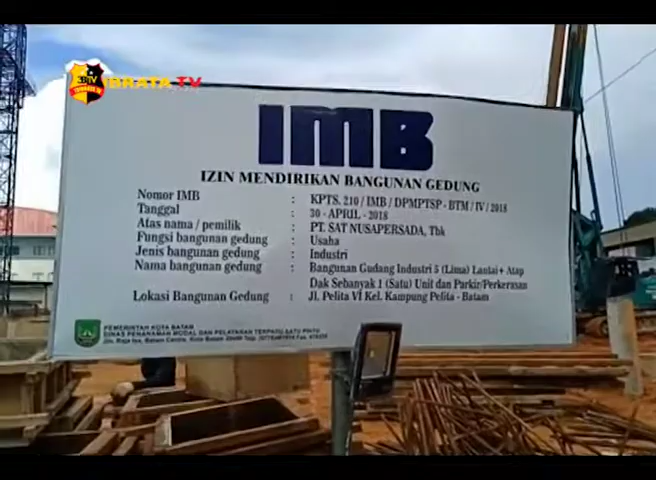 BRATA TV
IMB
IZIN MENDIRIKAN BANGUNAN GEDUNG
Nomor IMB : KPTS. 210 / IMB / DPMPTSP - BTM / IV / 2018
Tanggal : 30 - APRIL - 2018
Atas nama / pemilik : PT. SAT NUSAPERSADA, Tbk
Fungsi bangunan gedung : Usaha
Jenis bangunan gedung : Industri
Nama bangunan gedung : Bangunan Gudang Industri 5 (Lima) Lantai + Atap
Dak Sebanyak 1 (Satu) Unit dan Parkir/Perkerasan
Lokasi Bangunan Gedung : Jl. Pelita VI Kel. Kampung Pelita - BATAM
PEMERINTAH KOTA BATAM
DINAS PENANAMAN MODAL DAN PELAYANAN TERPADU SATU PINTU